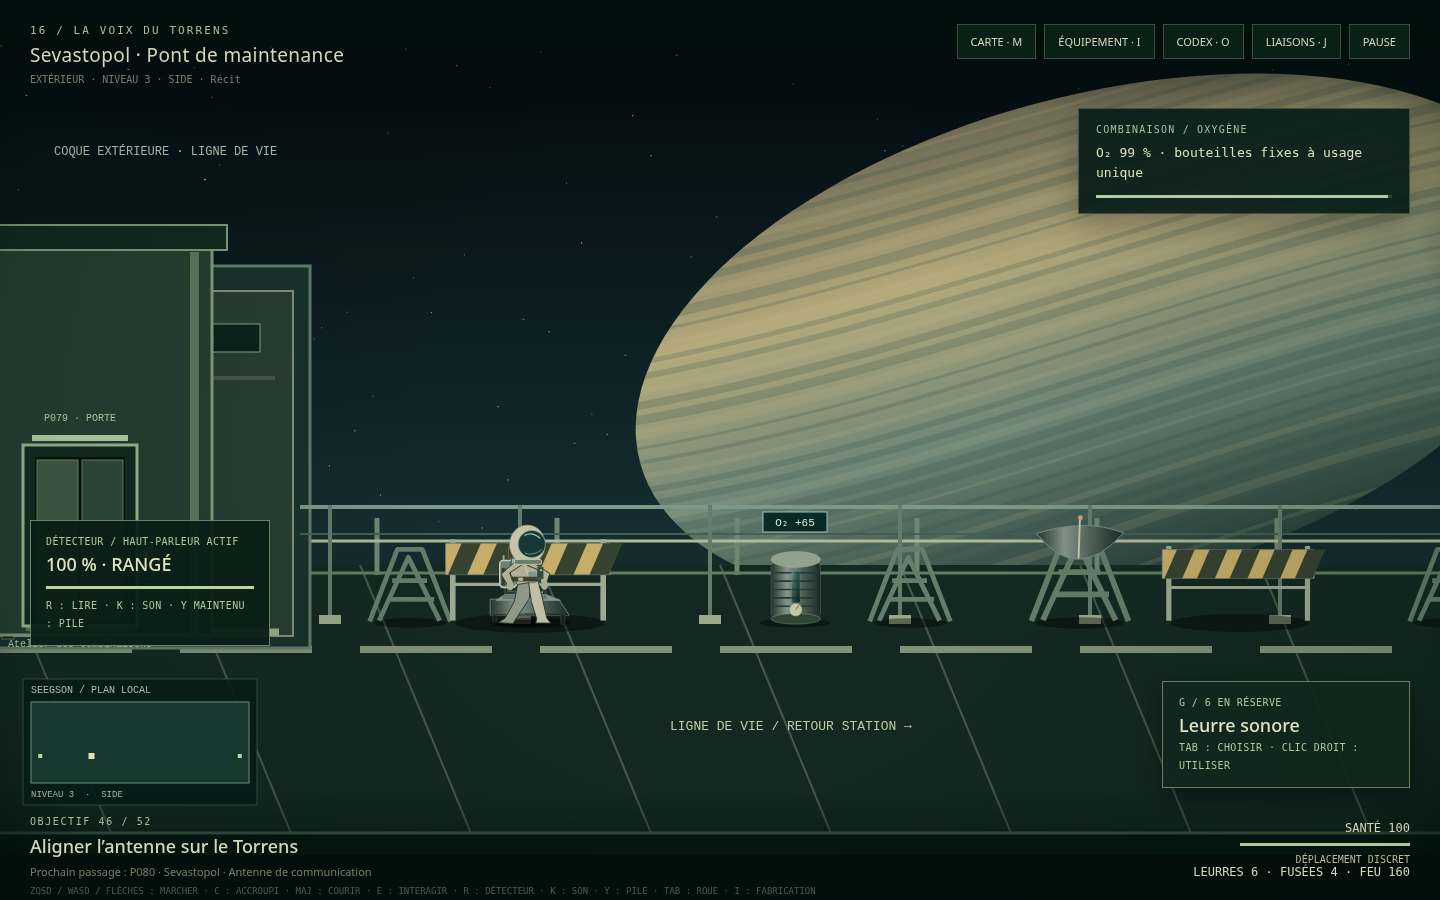 16 / LA VOIX DU TORRENS
Sevastopol · Pont de maintenance
EXTÉRIEUR · NIVEAU 3 · SIDE · Récit
CARTE · M
ÉQUIPEMENT · I
CODEX · O
LIAISONS · J
PAUSE
COQUE EXTÉRIEURE · LIGNE DE VIE
COMBINAISON / OXYGÈNE
O₂ 99 % · bouteilles fixes à usage
unique
P079 · PORTE
DÉTECTEUR / HAUT-PARLEUR ACTIF
100 % · RANGÉ
R : LIRE · K : SON · Y MAINTENU
: PILE
O₂ +65
SEEGSON / PLAN LOCAL
NIVEAU 3 · SIDE
LIGNE DE VIE / RETOUR STATION →
G / 6 EN RÉSERVE
Leurre sonore
TAB : CHOISIR · CLIC DROIT :
UTILISER
OBJECTIF 46 / 52
Aligner l’antenne sur le Torrens
Prochain passage : P080 · Sevastopol · Antenne de communication
ZQSD / WASD / FLÈCHES : MARCHER · C : ACCROUPI · MAJ : COURIR · E : INTERAGIR · R : DÉTECTEUR · K : SON · Y : PILE · TAB : ROUE · I : FABRICATION
SANTÉ 100
DÉPLACEMENT DISCRET
LEURRES 6 · FUSÉES 4 · FEU 160